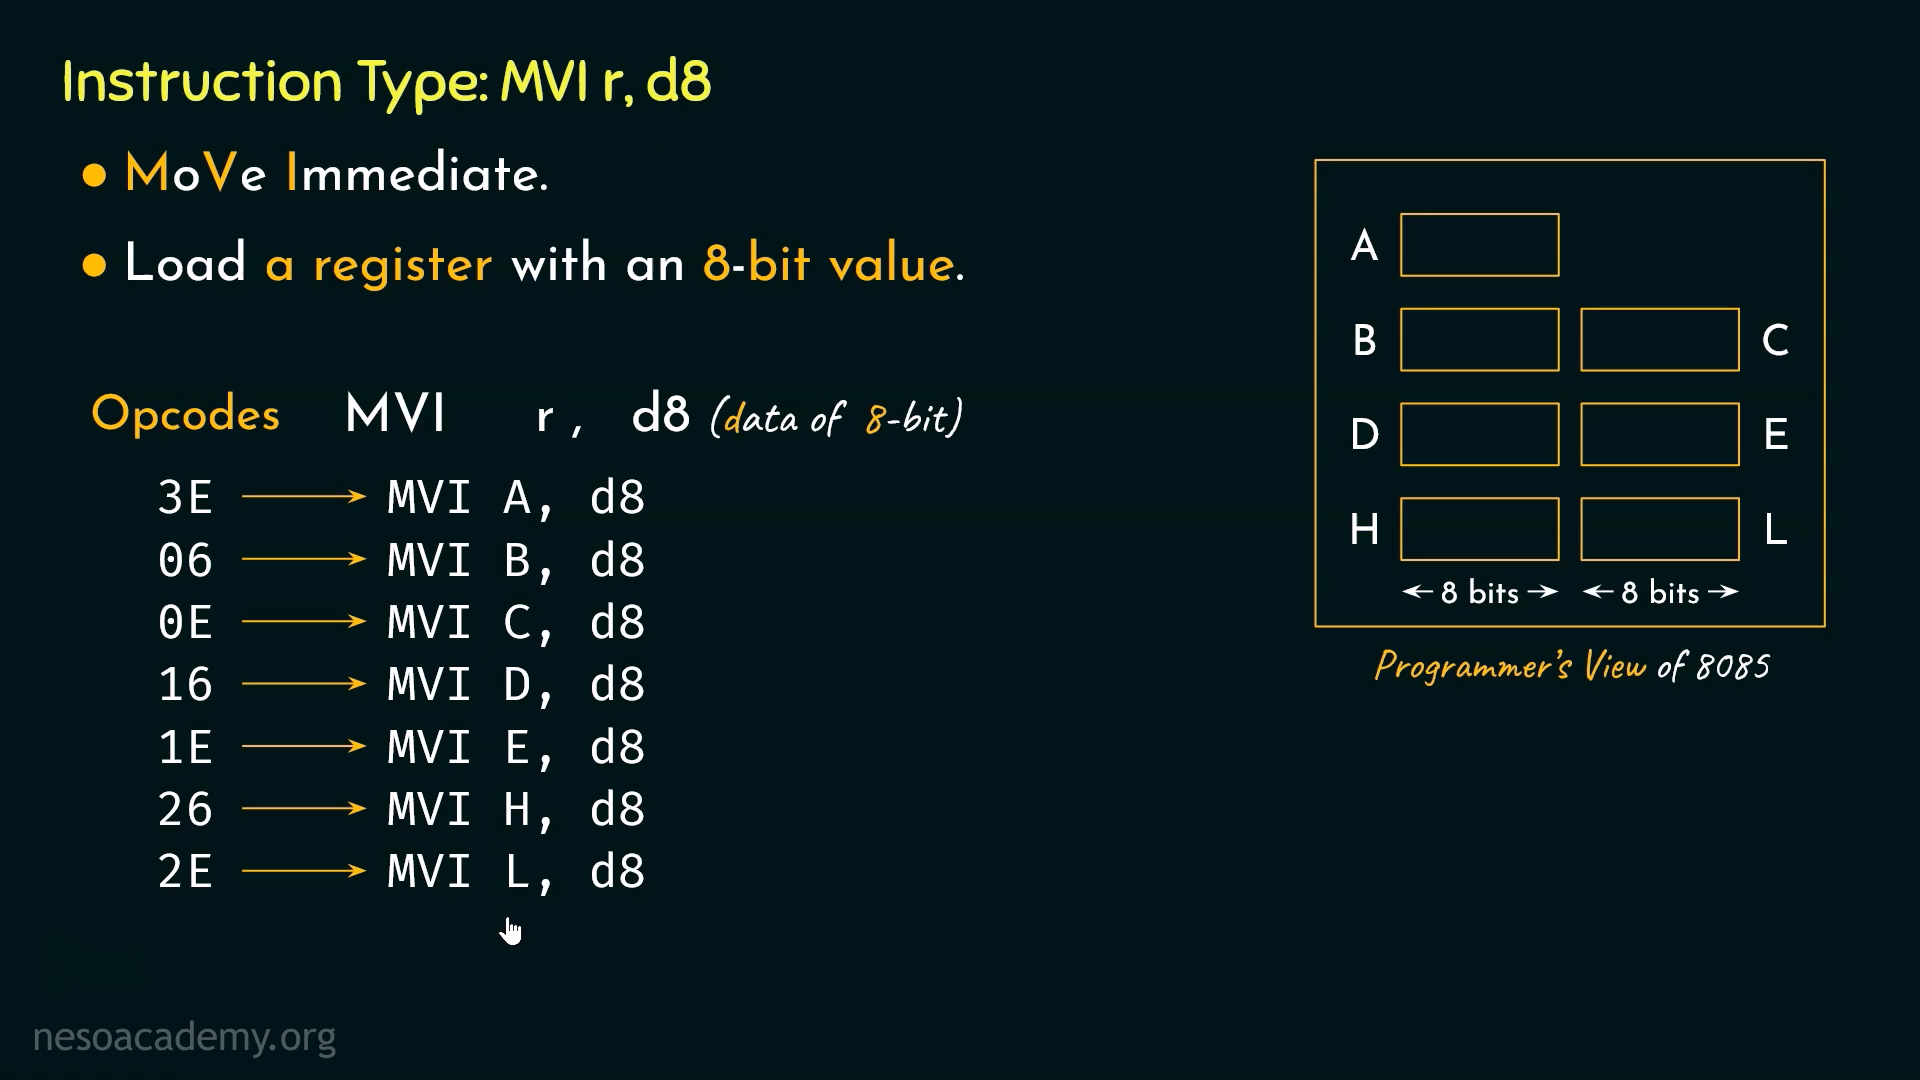 Instruction Type: MVI r, d8
● MoVe Immediate.
● Load a register with an 8-bit value.
Opcodes MVI r , d8 (data of 8-bit)
3E → MVI A, d8
06 → MVI B, d8
0E → MVI C, d8
16 → MVI D, d8
1E → MVI E, d8
26 → MVI H, d8
2E → MVI L, d8
A
B C
D E
H L
← 8 bits → ← 8 bits →
Programmer's View of 8085
nesoacademy.org